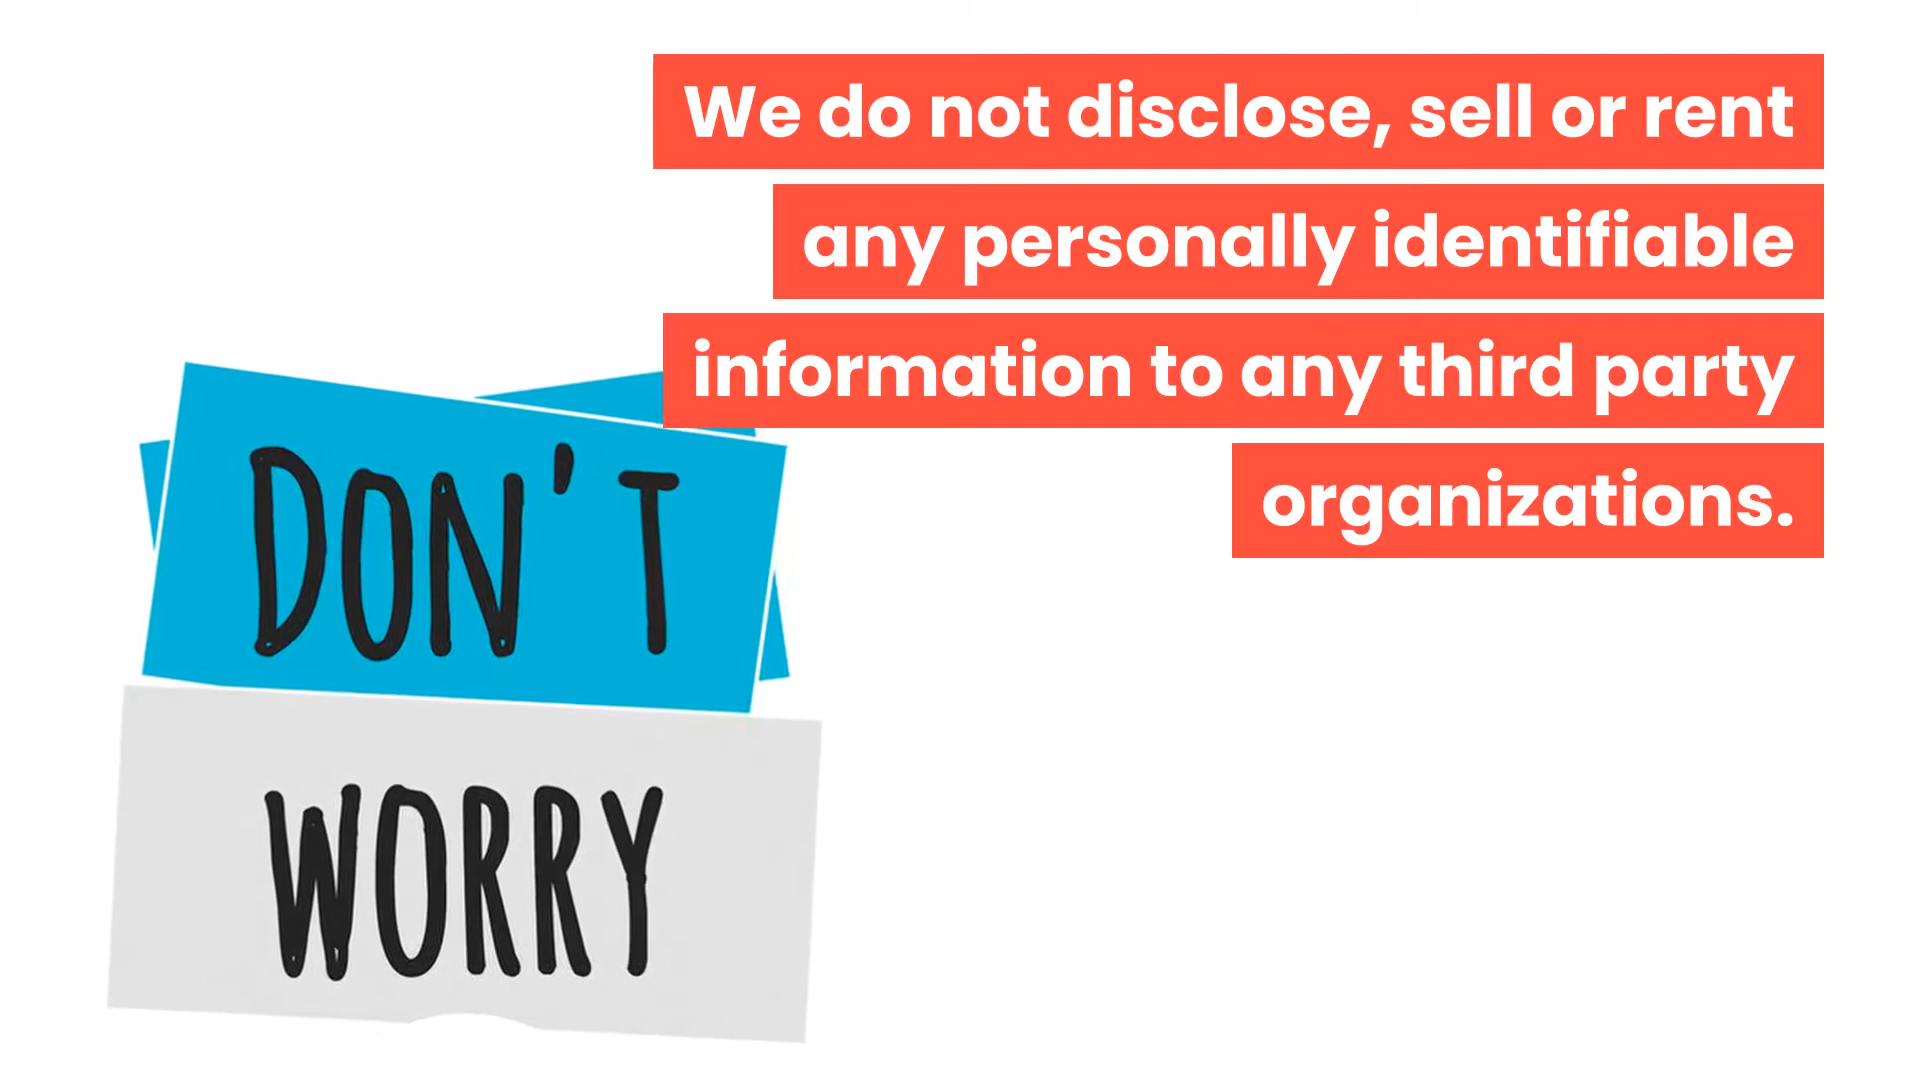 We do not disclose, sell or rent
any personally identifiable
information to any third party
organizations.
DON'T
WORRY